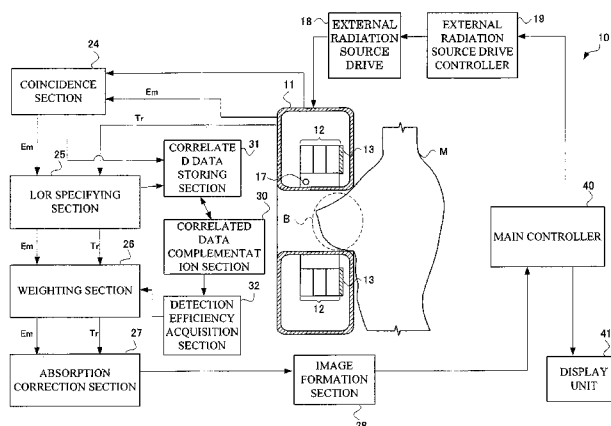 18
EXTERNAL
RADIATION
SOURCE
DRIVE
EXTERNAL
RADIATION
SOURCE DRIVE
CONTROLLER
19
10
24
COINCIDENCE
SECTION
Em
Tr
Em
25
LOR SPECIFYING
SECTION
CORRELATE
D DATA
STORING
SECTION
31
30
CORRELATED DATA
COMPLEMENTAT
ION SECTION
Em
Tr
26
WEIGHTING SECTION
32
DETECTION
EFFICIENCY
ACQUISITION
SECTION
Em
Tr
27
ABSORPTION
CORRECTION SECTION
IMAGE
FORMATION
SECTION
28
11
12
13
17
B
M
13
12
40
MAIN CONTROLLER
41
DISPLAY
UNIT